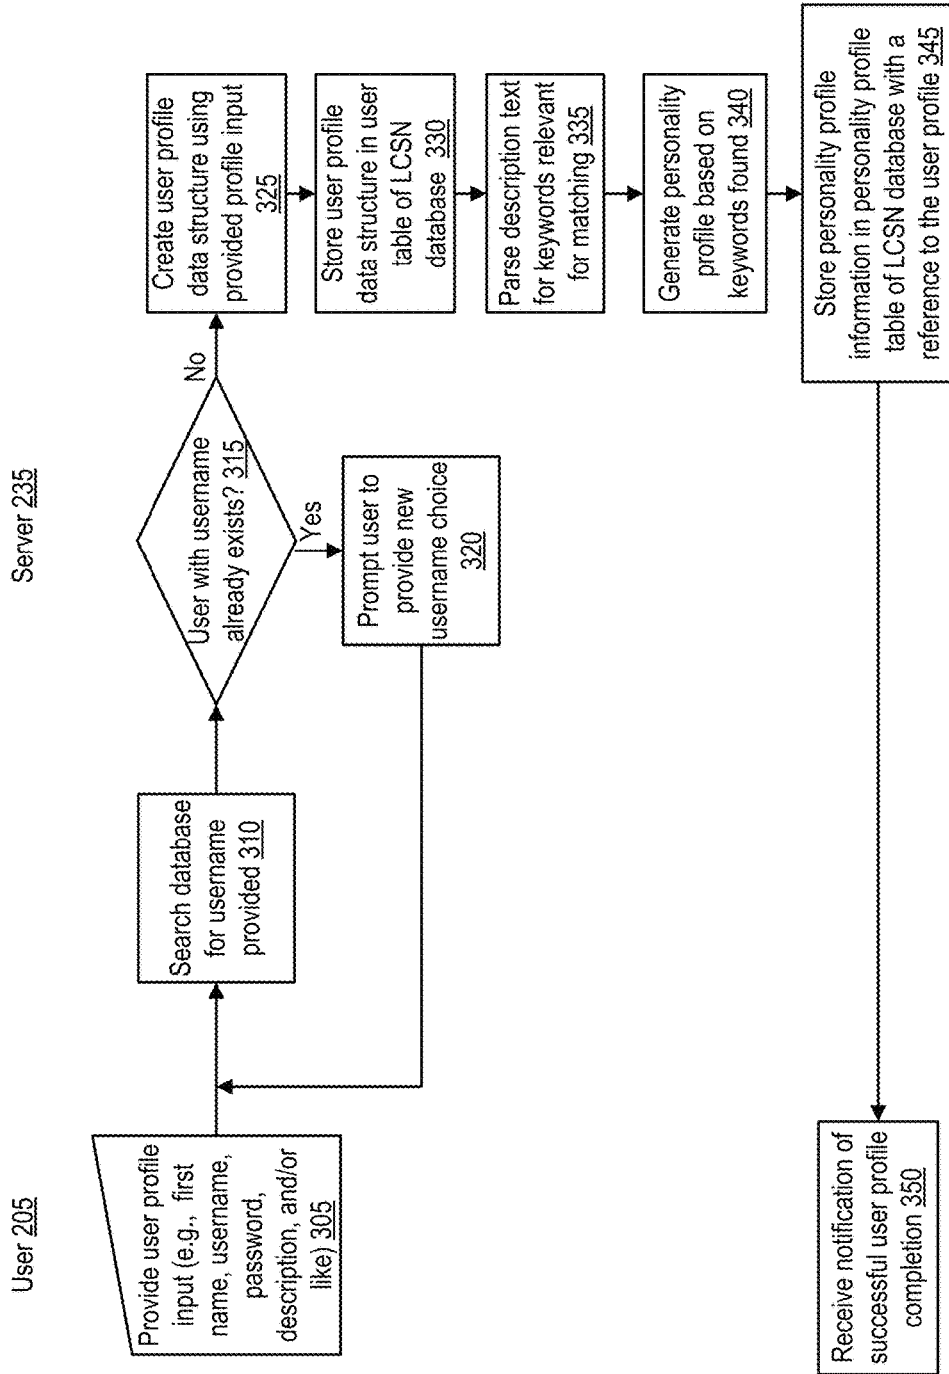 User 205
Server 235
Provide user profile
input (e.g., first
name, username,
password,
description, and/or
like) 305
Search database
for username
provided 310
User with username
already exists? 315
No
Yes
Prompt user to
provide new
username choice
320
Create user profile
data structure using
provided profile input
325
Store user profile
data structure in user
table of LCSN
database 330
Parse description text
for keywords relevant
for matching 335
Generate personality
profile based on
keywords found 340
Store personality profile
information in personality profile
table of LCSN database with a
reference to the user profile 345
Receive notification of
successful user profile
completion 350